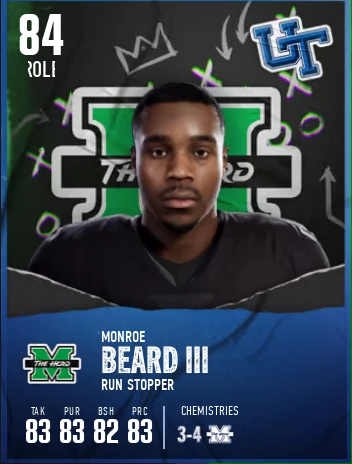 84
ROLB
UT
THE HERD
M
THE HERD
MONROE
BEARD III
RUN STOPPER
TAK PUR BSH PRC
83 83 82 83
CHEMISTRIES
3-4 M